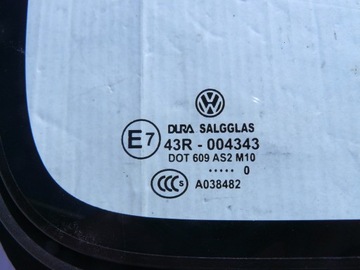 DURA SALGGLAS
E7 43R - 004343
DOT 609 AS2 M10
..... 0
CCC S A038482